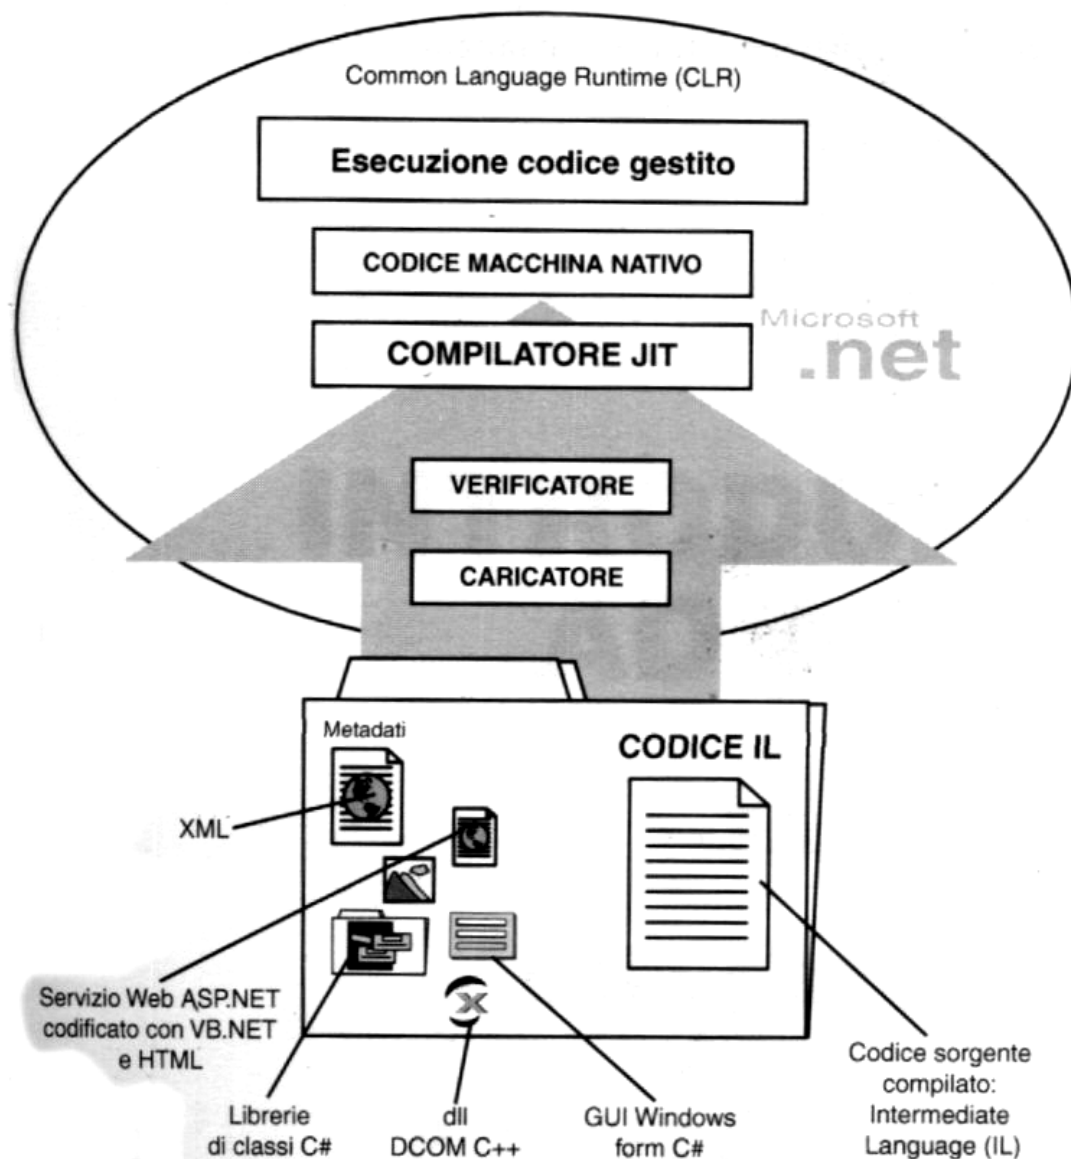 Common Language Runtime (CLR)
Esecuzione codice gestito
CODICE MACCHINA NATIVO
Microsoft
.net
COMPILATORE JIT
VERIFICATORE
CARICATORE
Metadati
CODICE IL
XML
Servizio Web ASP.NET
codificato con VB.NET
e HTML
Librerie
di classi C#
dll
DCOM C++
GUI Windows
form C#
Codice sorgente
compilato:
Intermediate
Language (IL)